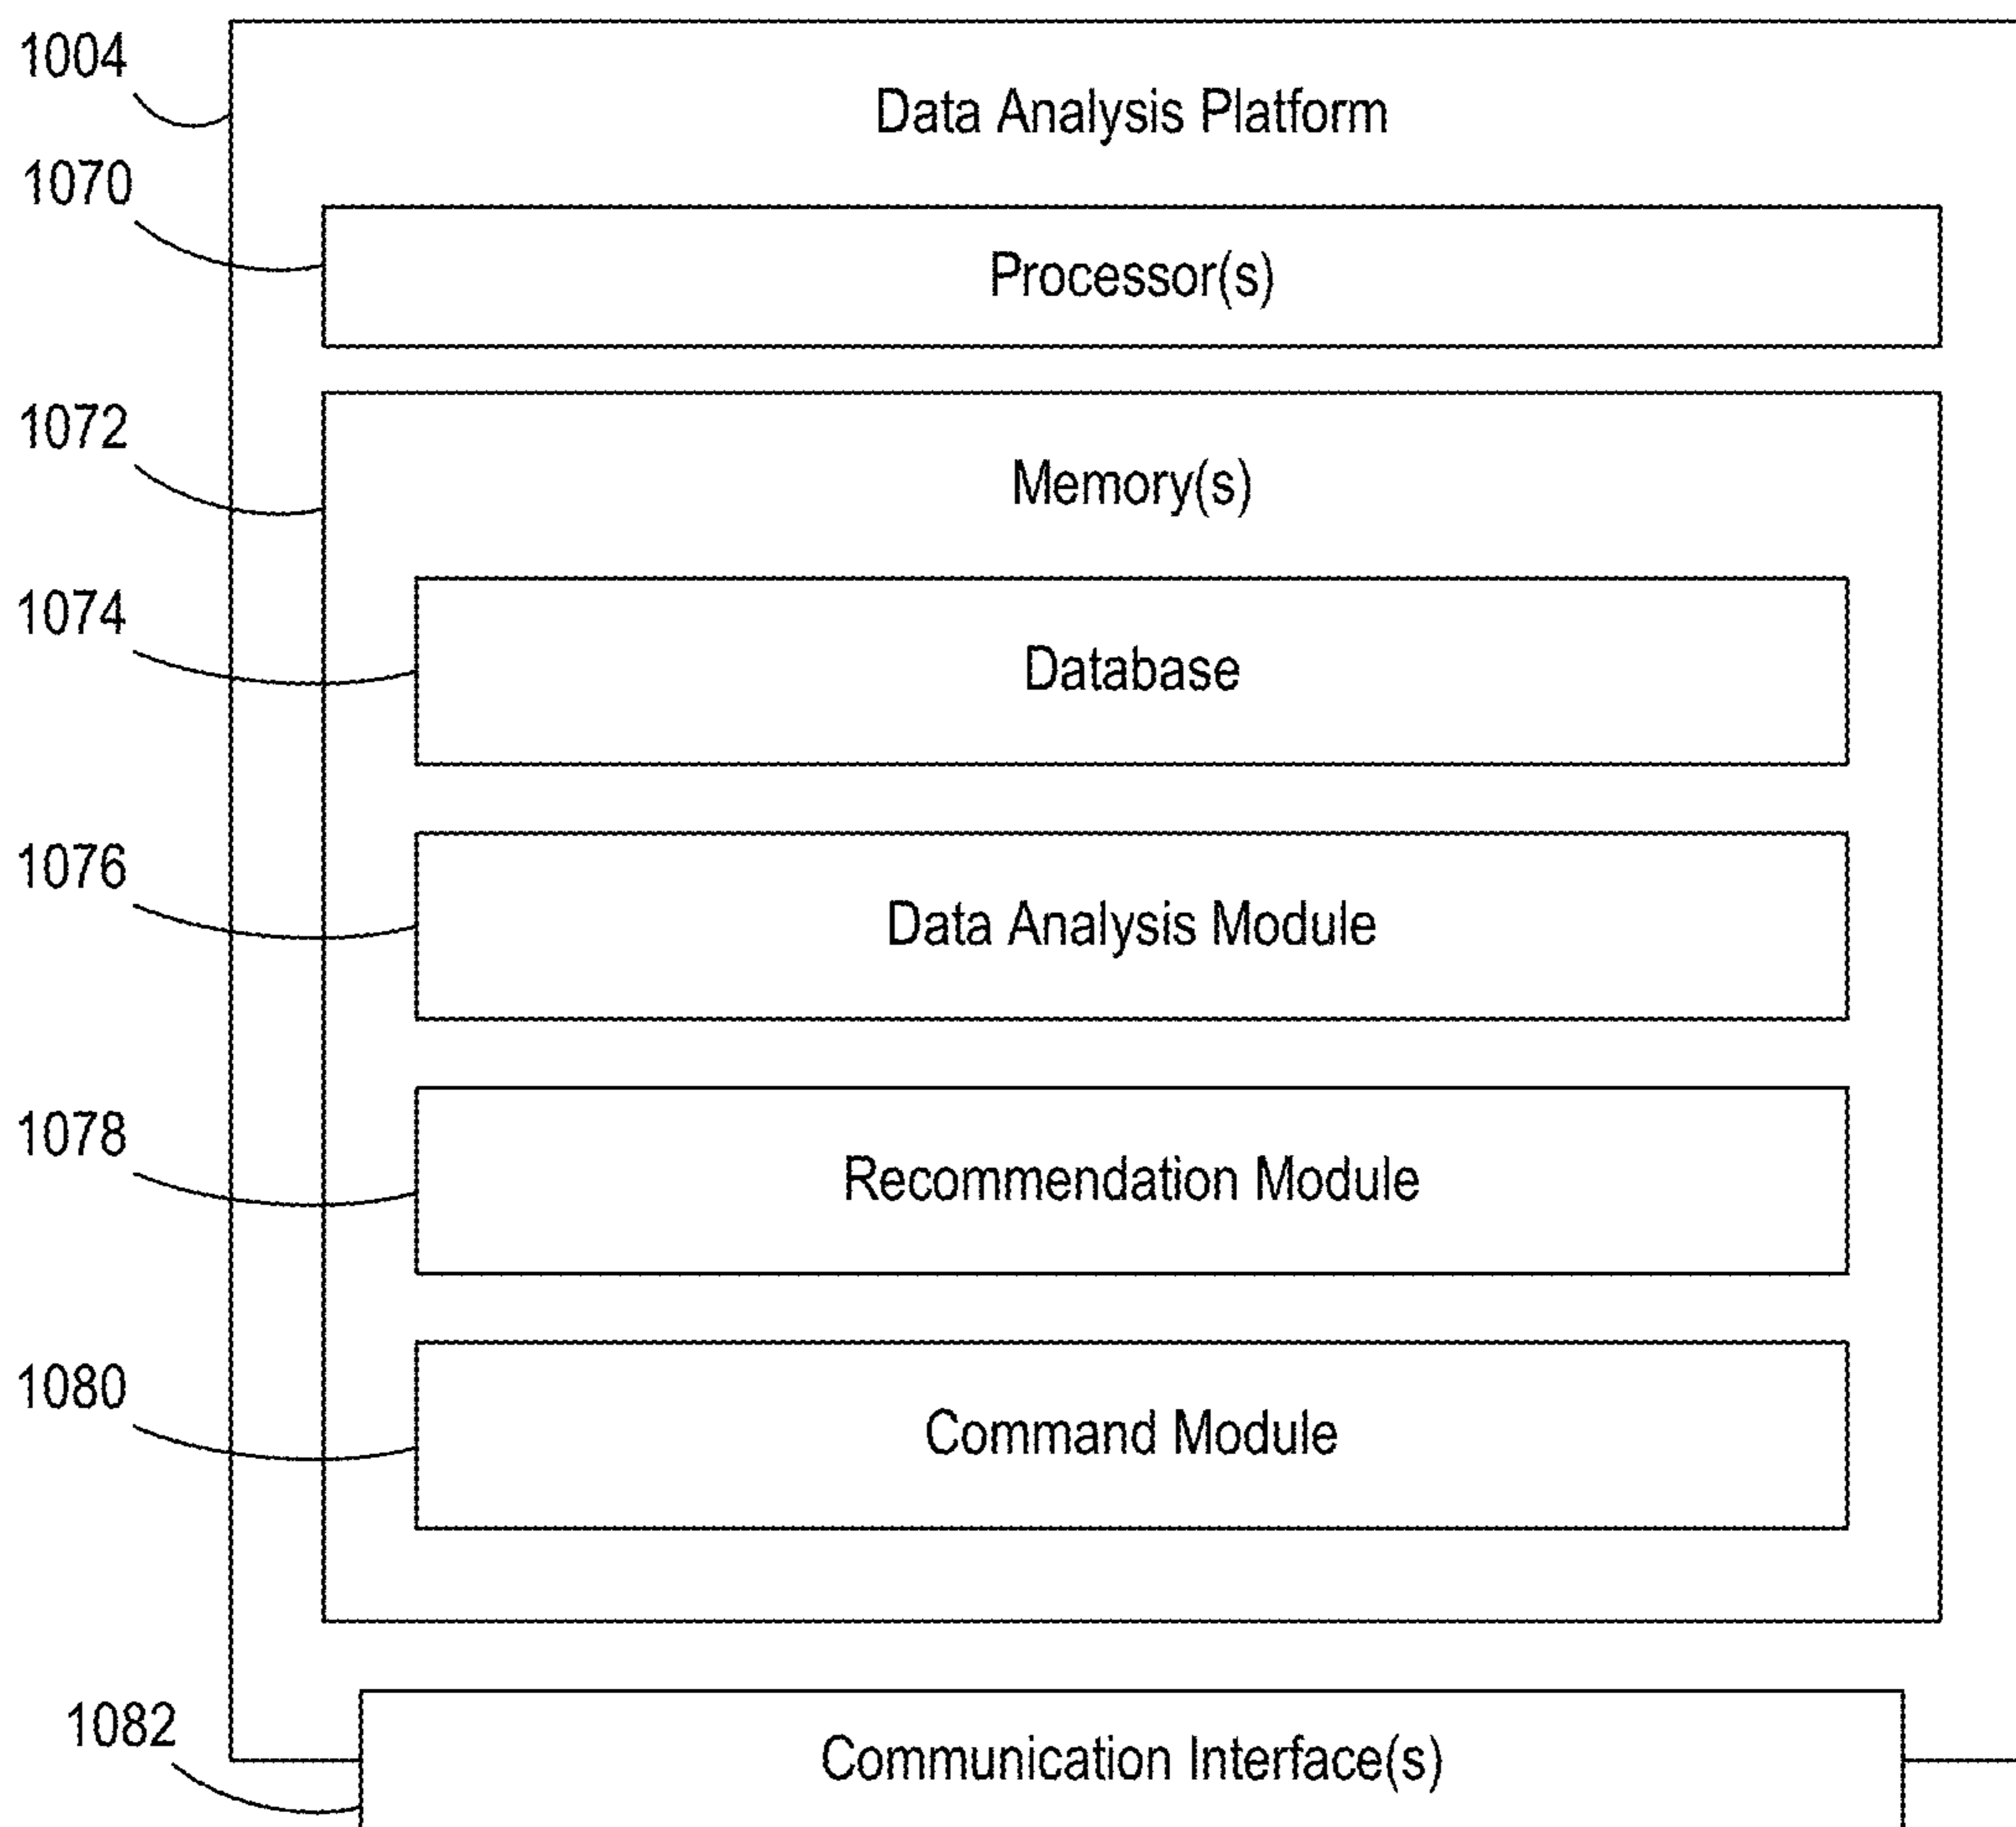 1004
Data Analysis Platform
1070
Processor(s)
1072
Memory(s)
1074
Database
1076
Data Analysis Module
1078
Recommendation Module
1080
Command Module
1082
Communication Interface(s)